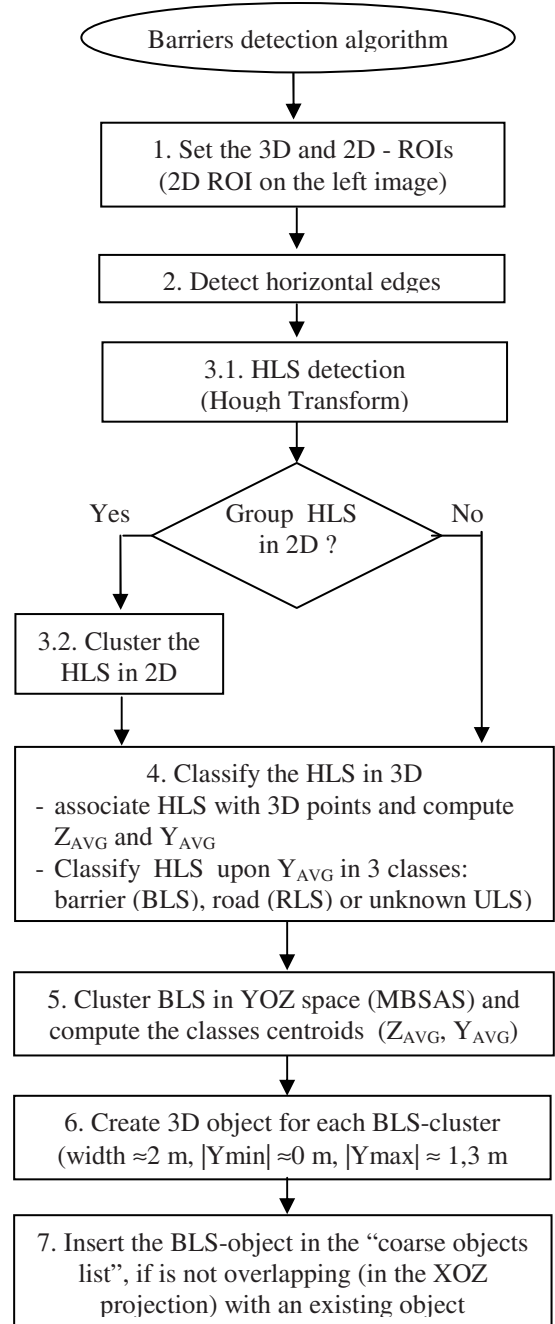 Barriers detection algorithm
1. Set the 3D and 2D - ROIs
(2D ROI on the left image)
2. Detect horizontal edges
3.1. HLS detection
(Hough Transform)
Yes
Group HLS
in 2D ?
No
3.2. Cluster the
HLS in 2D
4. Classify the HLS in 3D
- associate HLS with 3D points and compute
Z_AVG and Y_AVG
- Classify HLS upon Y_AVG in 3 classes:
barrier (BLS), road (RLS) or unknown ULS)
5. Cluster BLS in YOZ space (MBSAS) and
compute the classes centroids (Z_AVG, Y_AVG)
6. Create 3D object for each BLS-cluster
(width ≈2 m, |Ymin| ≈0 m, |Ymax| ≈ 1,3 m
7. Insert the BLS-object in the “coarse objects
list”, if is not overlapping (in the XOZ
projection) with an existing object